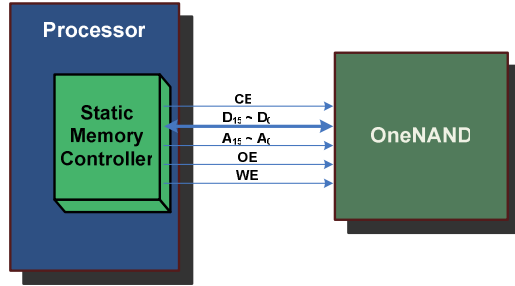 Processor
Static
Memory
Controller
CE
D15 ~ D0
A15 ~ A0
OE
WE
OneNAND